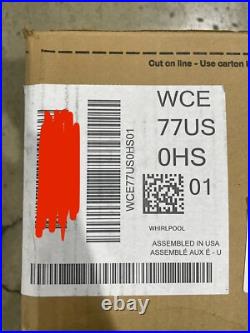 Cut on line - Use carton
WCE
77US
0HS
01
WCE77US0HS01
WHIRLPOOL
ASSEMBLED IN USA
ASSEMBLÉ AUX É - U